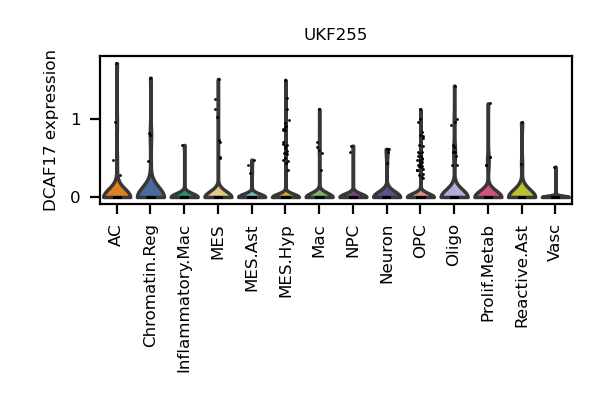 UKF255
DCAF17 expression
1
0
AC
Chromatin.Reg
Inflammatory.Mac
MES
MES.Ast
MES.Hyp
Mac
NPC
Neuron
OPC
Oligo
Prolif.Metab
Reactive.Ast
Vasc